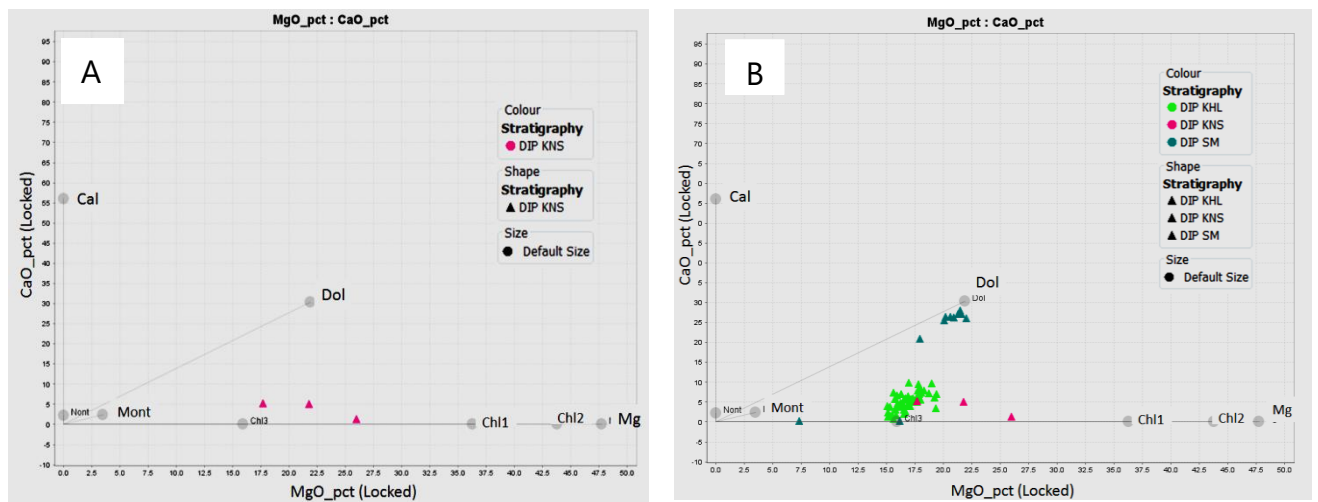 MgO_pct : CaO_pct
A
95
90
85
80
75
70
65
60
55
50
45
40
35
30
25
20
15
10
5
0
-5
-10
CaO_pct (Locked)
Colour
Stratigraphy
DIP KNS
Shape
Stratigraphy
DIP KNS
Size
Default Size
Cal
Dol
Nont
Mont
Chl3
Chl1
Chl2
Mg
0.0 2.5 5.0 7.5 10.0 12.5 15.0 17.5 20.0 22.5 25.0 27.5 30.0 32.5 35.0 37.5 40.0 42.5 45.0 47.5 50.0
MgO_pct (Locked)
MgO_pct : CaO_pct
B
95
90
85
80
75
70
65
60
0
0
0
0
0
0
30
25
20
15
10
5
0
-5
-10
CaO_pct (Locked)
Colour
Stratigraphy
DIP KHL
DIP KNS
DIP SM
Shape
Stratigraphy
DIP KHL
DIP KNS
DIP SM
Size
Default Size
Cal
Dol
Dol
Nont
Mont
Chl3
Chl1
Chl2
Mg
0.0 2.5 5.0 7.5 10.0 12.5 15.0 17.5 20.0 22.5 25.0 27.5 30.0 32.5 35.0 37.5 40.0 42.5 45.0 47.5 50.0
MgO_pct (Locked)